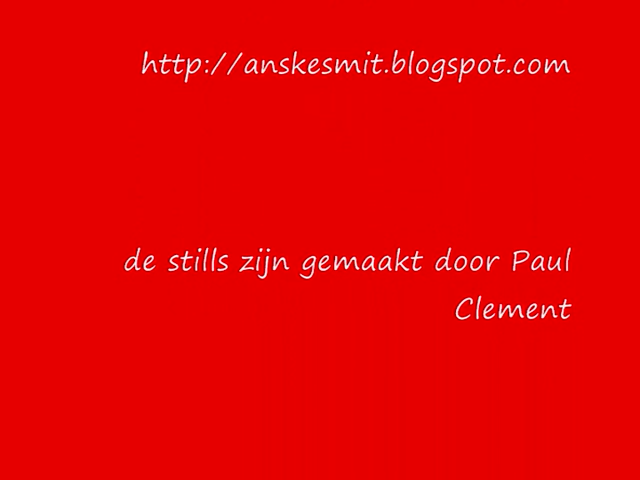 http://anskesmit.blogspot.com
de stills zijn gemaakt door Paul
Clement